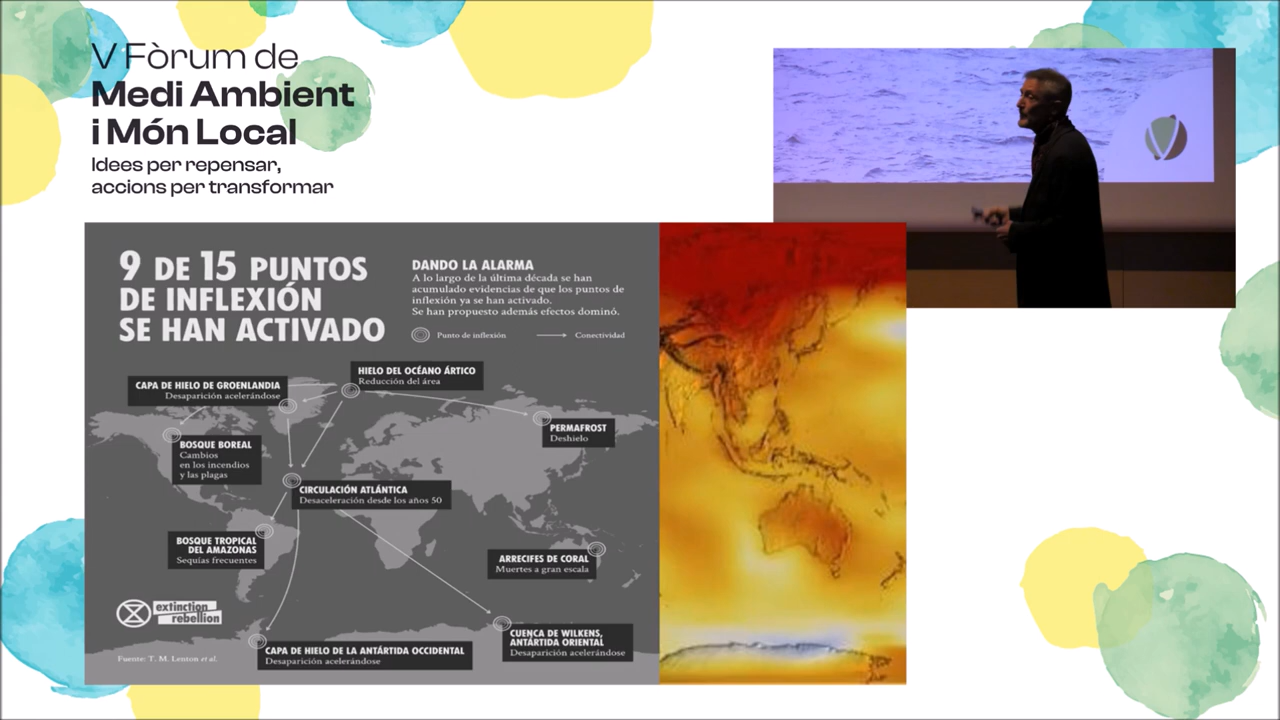 V Fòrum de
Medi Ambient
i Món Local
Idees per repensar,
accions per transformar
9 DE 15 PUNTOS
DE INFLEXIÓN
SE HAN ACTIVADO
DANDO LA ALARMA
A lo largo de la última década se han
acumulado evidencias de que los puntos de
inflexión ya se han activado.
Se han propuesto además efectos dominó.
Punto de inflexión
Conectividad
HIELO DEL OCÉANO ÁRTICO
Reducción del área
CAPA DE HIELO DE GROENLANDIA
Desaparición acelerándose
PERMAFROST
Deshielo
BOSQUE BOREAL
Cambios
en los incendios
y las plagas
CIRCULACIÓN ATLÁNTICA
Desaceleración desde los años 50
BOSQUE TROPICAL
DEL AMAZONAS
Sequías frecuentes
ARRECIFES DE CORAL
Muertes a gran escala
extinction
rebellion
CUENCA DE WILKENS,
ANTÁRTIDA ORIENTAL
Desaparición acelerándose
CAPA DE HIELO DE LA ANTÁRTIDA OCCIDENTAL
Desaparición acelerándose
Fuente: T. M. Lenton et al.